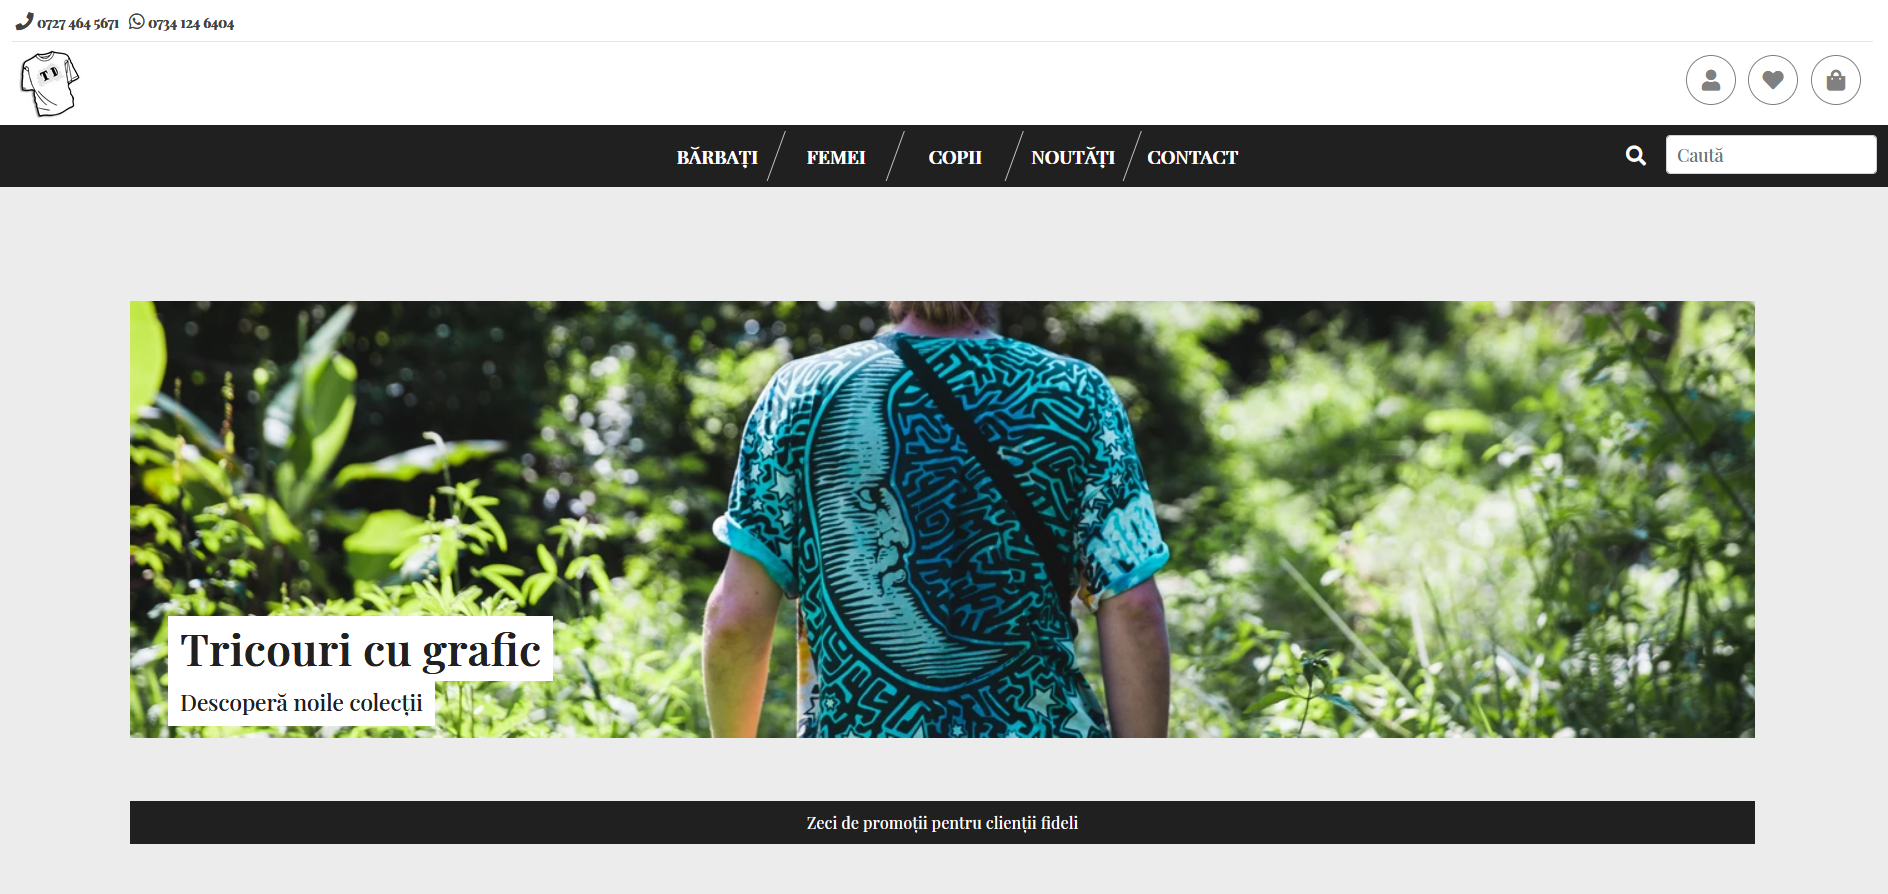 0727 464 5671 0734 124 6404
T D
BĂRBAȚI FEMEI COPII NOUTĂȚI CONTACT Caută
Tricouri cu grafic
Descoperă noile colecții
Zeci de promoții pentru clienții fideli